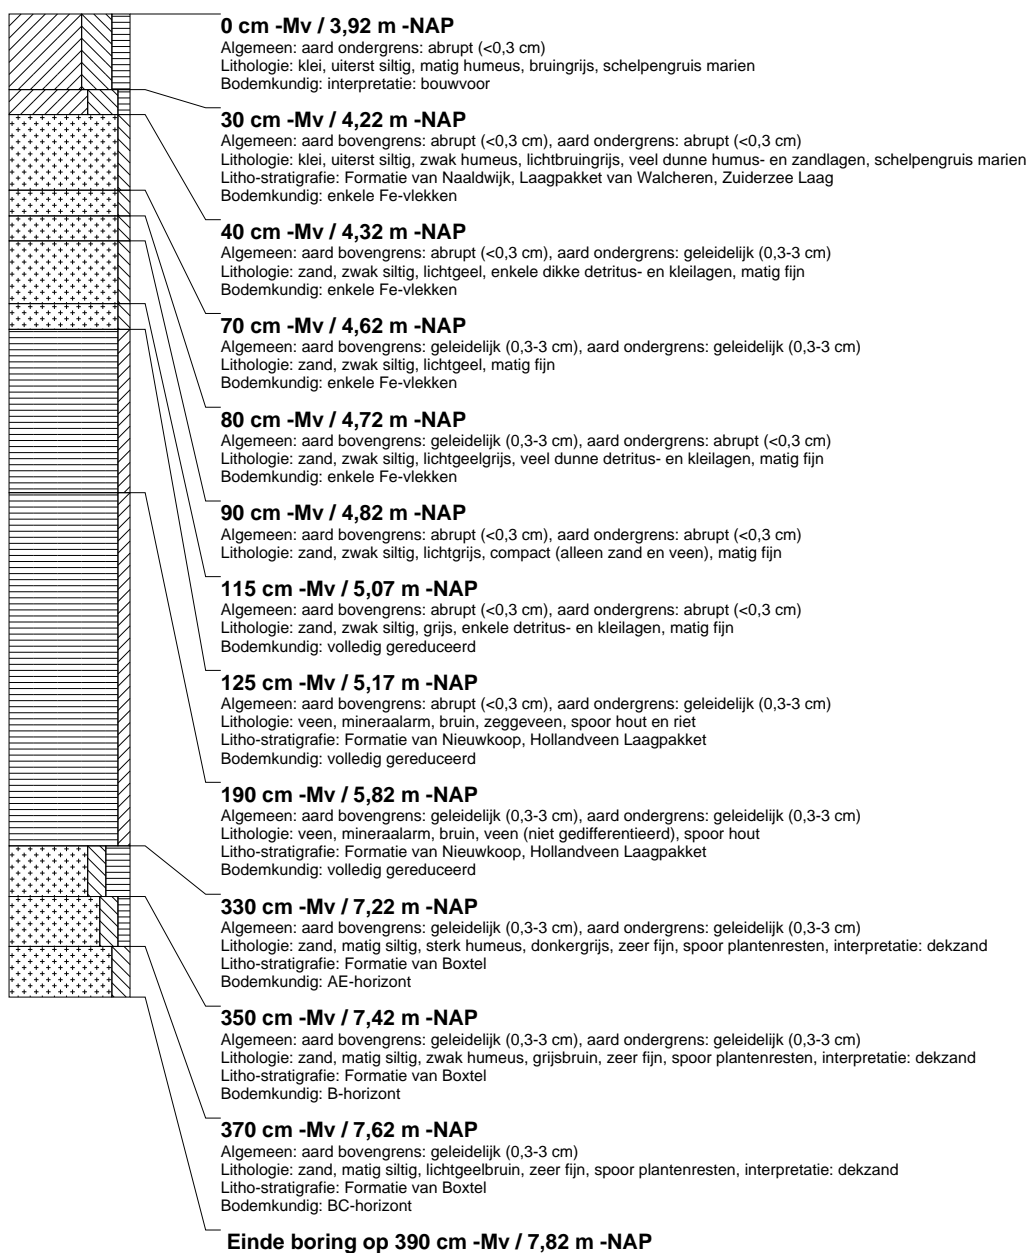 0 cm -Mv / 3,92 m -NAP
Algemeen: aard ondergrens: abrupt (<0,3 cm)
Lithologie: klei, uiterst siltig, matig humeus, bruingrijs, schelpengruis marien
Bodemkundig: interpretatie: bouwvoor
30 cm -Mv / 4,22 m -NAP
Algemeen: aard bovengrens: abrupt (<0,3 cm), aard ondergrens: abrupt (<0,3 cm)
Lithologie: klei, uiterst siltig, zwak humeus, lichtbruingrijs, veel dunne humus- en zandlagen, schelpengruis marien
Litho-stratigrafie: Formatie van Naaldwijk, Laagpakket van Walcheren, Zuiderzee Laag
Bodemkundig: enkele Fe-vlekken
40 cm -Mv / 4,32 m -NAP
Algemeen: aard bovengrens: abrupt (<0,3 cm), aard ondergrens: geleidelijk (0,3-3 cm)
Lithologie: zand, zwak siltig, lichtgeel, enkele dikke detritus- en kleilagen, matig fijn
Bodemkundig: enkele Fe-vlekken
70 cm -Mv / 4,62 m -NAP
Algemeen: aard bovengrens: geleidelijk (0,3-3 cm), aard ondergrens: geleidelijk (0,3-3 cm)
Lithologie: zand, zwak siltig, lichtgeel, matig fijn
Bodemkundig: enkele Fe-vlekken
80 cm -Mv / 4,72 m -NAP
Algemeen: aard bovengrens: geleidelijk (0,3-3 cm), aard ondergrens: abrupt (<0,3 cm)
Lithologie: zand, zwak siltig, lichtgeelgrijs, veel dunne detritus- en kleilagen, matig fijn
Bodemkundig: enkele Fe-vlekken
90 cm -Mv / 4,82 m -NAP
Algemeen: aard bovengrens: abrupt (<0,3 cm), aard ondergrens: abrupt (<0,3 cm)
Lithologie: zand, zwak siltig, lichtgrijs, compact (alleen zand en veen), matig fijn
115 cm -Mv / 5,07 m -NAP
Algemeen: aard bovengrens: abrupt (<0,3 cm), aard ondergrens: abrupt (<0,3 cm)
Lithologie: zand, zwak siltig, grijs, enkele detritus- en kleilagen, matig fijn
Bodemkundig: volledig gereduceerd
125 cm -Mv / 5,17 m -NAP
Algemeen: aard bovengrens: abrupt (<0,3 cm), aard ondergrens: geleidelijk (0,3-3 cm)
Lithologie: veen, mineraalarm, bruin, zeggeveen, spoor hout en riet
Litho-stratigrafie: Formatie van Nieuwkoop, Hollandveen Laagpakket
Bodemkundig: volledig gereduceerd
190 cm -Mv / 5,82 m -NAP
Algemeen: aard bovengrens: geleidelijk (0,3-3 cm), aard ondergrens: geleidelijk (0,3-3 cm)
Lithologie: veen, mineraalarm, bruin, veen (niet gedifferentieerd), spoor hout
Litho-stratigrafie: Formatie van Nieuwkoop, Hollandveen Laagpakket
Bodemkundig: volledig gereduceerd
330 cm -Mv / 7,22 m -NAP
Algemeen: aard bovengrens: geleidelijk (0,3-3 cm), aard ondergrens: geleidelijk (0,3-3 cm)
Lithologie: zand, matig siltig, sterk humeus, donkergrijs, zeer fijn, spoor plantenresten, interpretatie: dekzand
Litho-stratigrafie: Formatie van Boxtel
Bodemkundig: AE-horizont
350 cm -Mv / 7,42 m -NAP
Algemeen: aard bovengrens: geleidelijk (0,3-3 cm), aard ondergrens: geleidelijk (0,3-3 cm)
Lithologie: zand, matig siltig, zwak humeus, grijsbruin, zeer fijn, spoor plantenresten, interpretatie: dekzand
Litho-stratigrafie: Formatie van Boxtel
Bodemkundig: B-horizont
370 cm -Mv / 7,62 m -NAP
Algemeen: aard bovengrens: geleidelijk (0,3-3 cm)
Lithologie: zand, matig siltig, lichtgeelbruin, zeer fijn, spoor plantenresten, interpretatie: dekzand
Litho-stratigrafie: Formatie van Boxtel
Bodemkundig: BC-horizont
Einde boring op 390 cm -Mv / 7,82 m -NAP